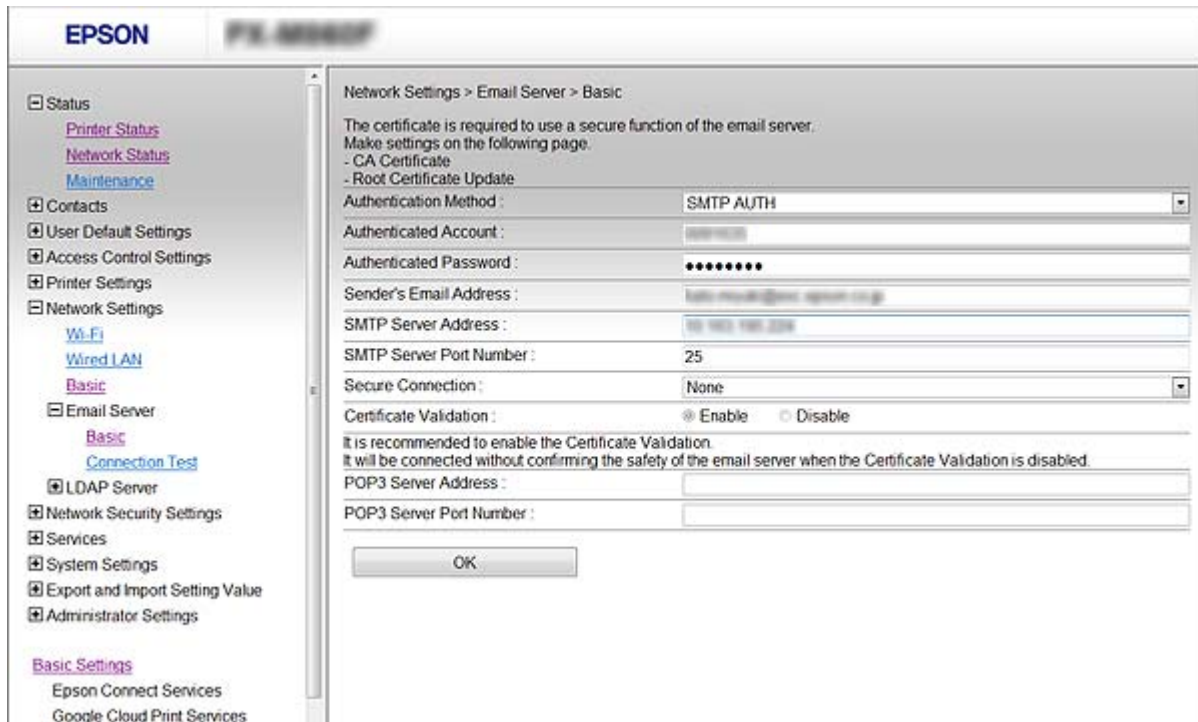 EPSON
Status
Printer Status
Network Status
Maintenance
Contacts
User Default Settings
Access Control Settings
Printer Settings
Network Settings
Wi-Fi
Wired LAN
Basic
Email Server
Basic
Connection Test
LDAP Server
Network Security Settings
Services
System Settings
Export and Import Setting Value
Administrator Settings
Basic Settings
Epson Connect Services
Google Cloud Print Services
Network Settings > Email Server > Basic
The certificate is required to use a secure function of the email server.
Make settings on the following page.
- CA Certificate
- Root Certificate Update
Authentication Method : SMTP AUTH
Authenticated Account :
Authenticated Password : ●●●●●●●●
Sender's Email Address :
SMTP Server Address :
SMTP Server Port Number : 25
Secure Connection : None
Certificate Validation : Enable Disable
It is recommended to enable the Certificate Validation.
It will be connected without confirming the safety of the email server when the Certificate Validation is disabled.
POP3 Server Address :
POP3 Server Port Number :
OK